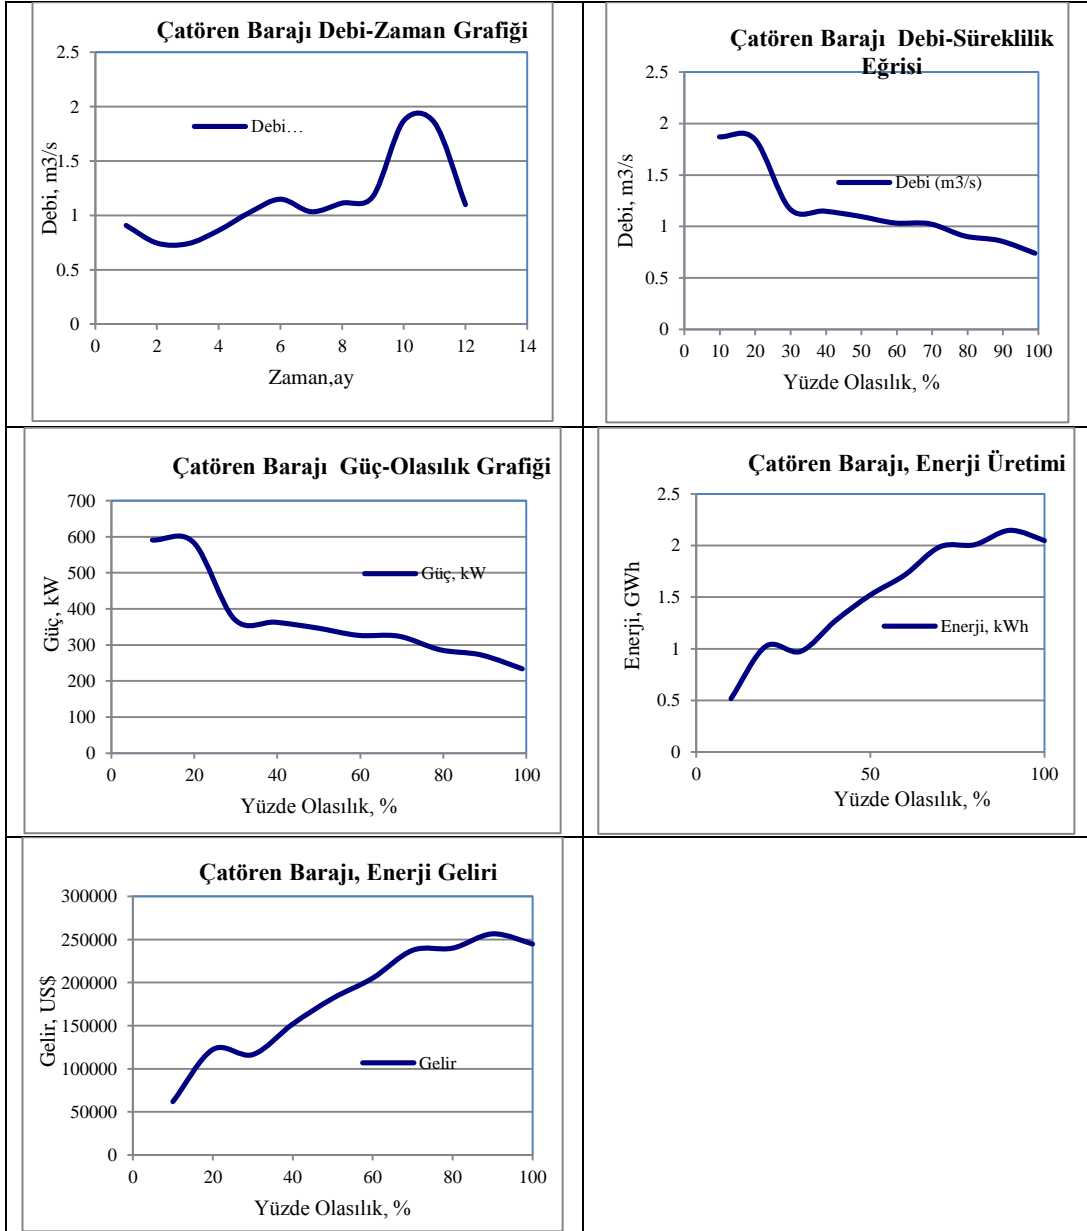 Çatören Barajı Debi-Zaman Grafiği
2.5
2
1.5
1
0.5
0
Debi, m3/s
Debi…
0 2 4 6 8 10 12 14
Zaman,ay
Çatören Barajı Debi-Süreklilik
Eğrisi
2.5
2
1.5
1
0.5
0
Debi, m3/s
Debi (m3/s)
0 10 20 30 40 50 60 70 80 90 100
Yüzde Olasılık, %
Çatören Barajı Güç-Olasılık Grafiği
700
600
500
400
300
200
100
0
Güç, kW
Güç, kW
0 20 40 60 80 100
Yüzde Olasılık, %
Çatören Barajı, Enerji Üretimi
2.5
2
1.5
1
0.5
0
Enerji, GWh
Enerji, kWh
0 50 100
Yüzde Olasılık, %
Çatören Barajı, Enerji Geliri
300000
250000
200000
150000
100000
50000
0
Gelir, US$
Gelir
0 20 40 60 80 100
Yüzde Olasılık, %